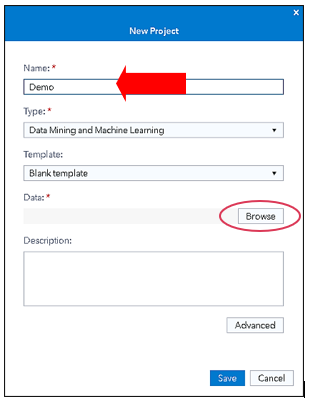 New Project
Name: *
Demo
Type: *
Data Mining and Machine Learning
Template:
Blank template
Data: *
Browse
Description:
Advanced
Save Cancel